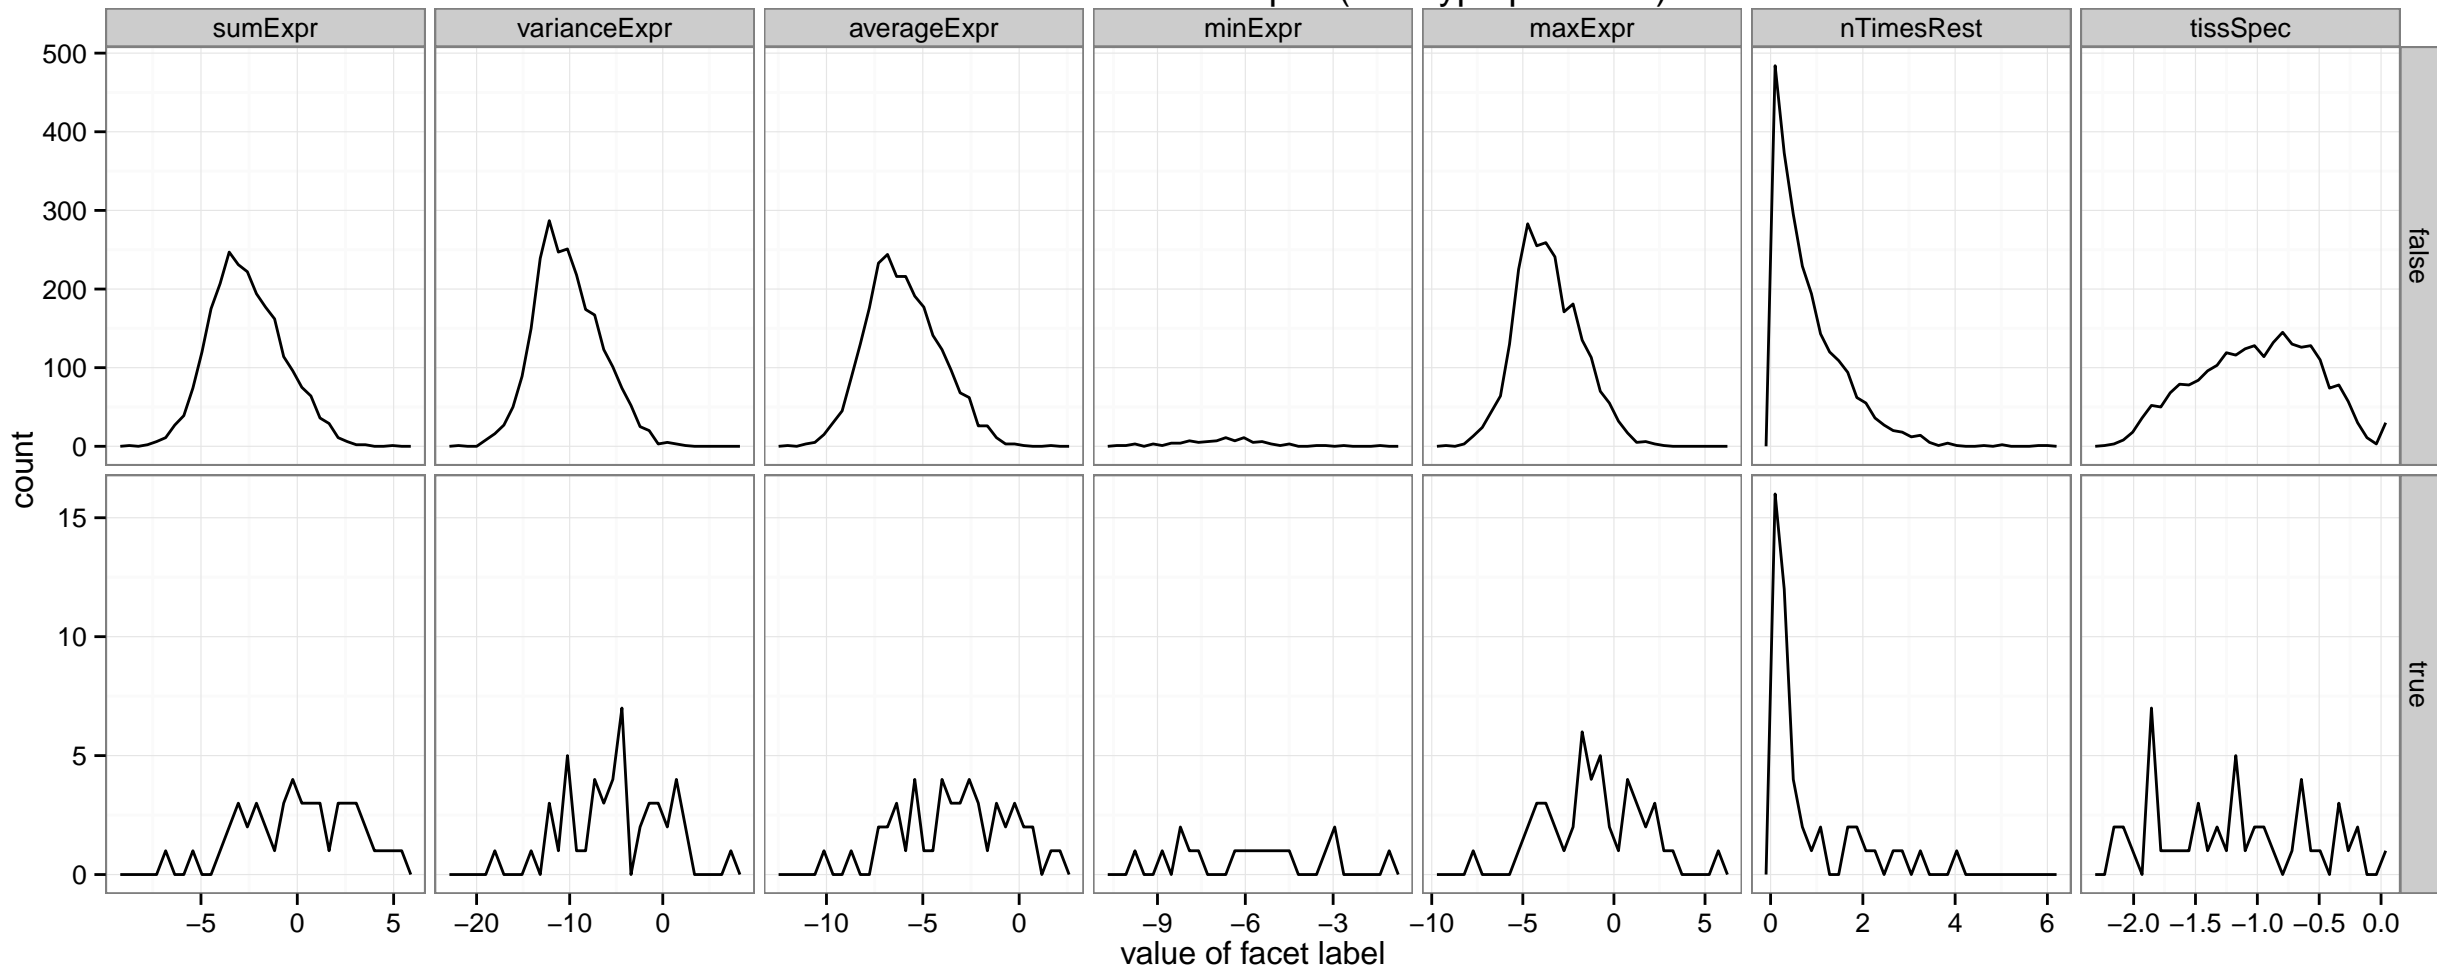 sumExpr varianceExpr averageExpr minExpr maxExpr nTimesRest tissSpec
500
400
300
200
100
0
false
count
15
10
5
0
true
−5 0 5 −20 −10 0 −10 −5 0 −9 −6 −3 −10 −5 0 5 0 2 4 6 −2.0 −1.5 −1.0 −0.5 0.0
value of facet label